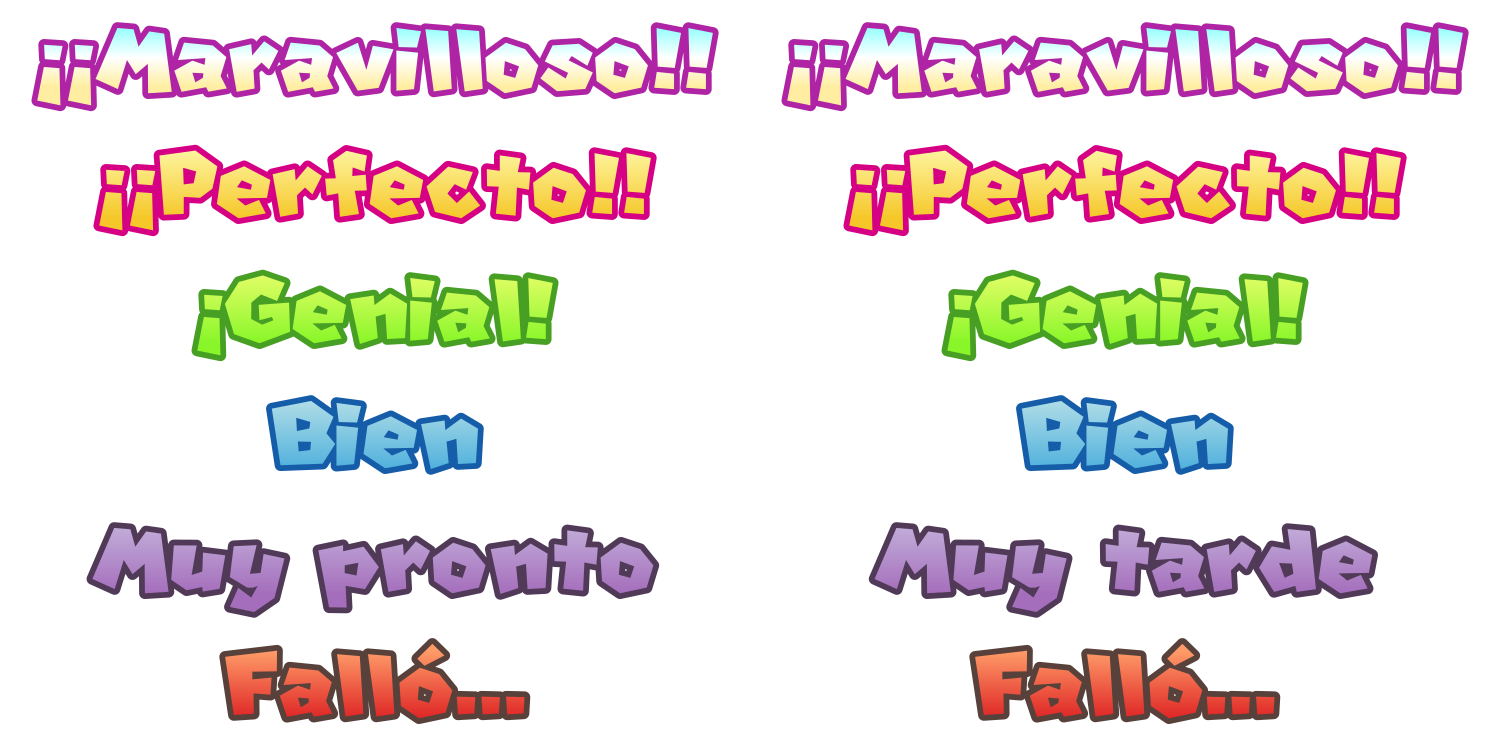 ¡¡Maravilloso!! ¡¡Maravilloso!!
¡¡Perfecto!! ¡¡Perfecto!!
¡Genial! ¡Genial!
Bien Bien
Muy pronto Muy tarde
Falló... Falló...